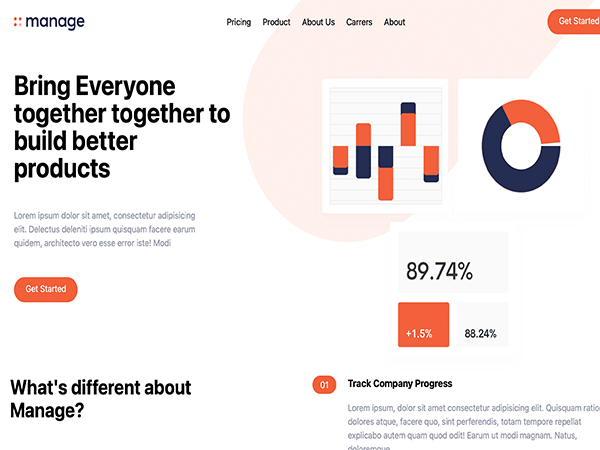 manage
Pricing Product About Us Carrers About
Get Started
Bring Everyone
together together to
build better
products
Lorem ipsum dolor sit amet, consectetur adipisicing
elit. Delectus deleniti ipsum quisquam facere earum
quidem, architecto vero esse error iste! Modi
Get Started
89.74%
+1.5%
88.24%
What's different about
Manage?
01
Track Company Progress
Lorem ipsum, dolor sit amet consectetur adipisicing elit. Quisquam ratio
dolores atque, facere quo, sint perferendis, totam earum repellat
explicabo autem quam quod odit! Earum ut modi magnam. Natus,
doloremque